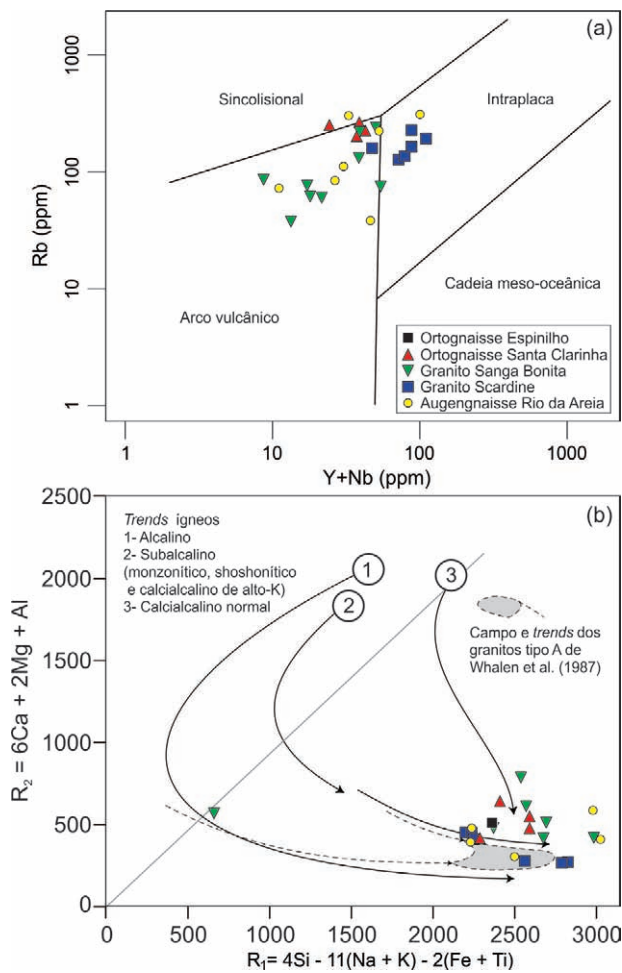 (a)
1000
Sincolisional
Intraplaca
100
Rb (ppm)
10
Cadeia meso-oceânica
Arco vulcânico
Ortognaisse Espinilho
Ortognaisse Santa Clarinha
Granito Sanga Bonita
Granito Scardine
Augengnaisse Rio da Areia
1
1
10
100
1000
Y+Nb (ppm)
2500
(b)
Trends ígneos
1- Alcalino
2- Subalcalino
(monzonítico, shoshonítico
e calcialcalino de alto-K)
3- Calcialcalino normal
1
2
3
2000
Campo e trends dos
granitos tipo A de
Whalen et al. (1987)
1500
R2 = 6Ca + 2Mg + Al
1000
500
0
0
500
1000
1500
2000
2500
3000
R1= 4Si - 11(Na + K) - 2(Fe + Ti)